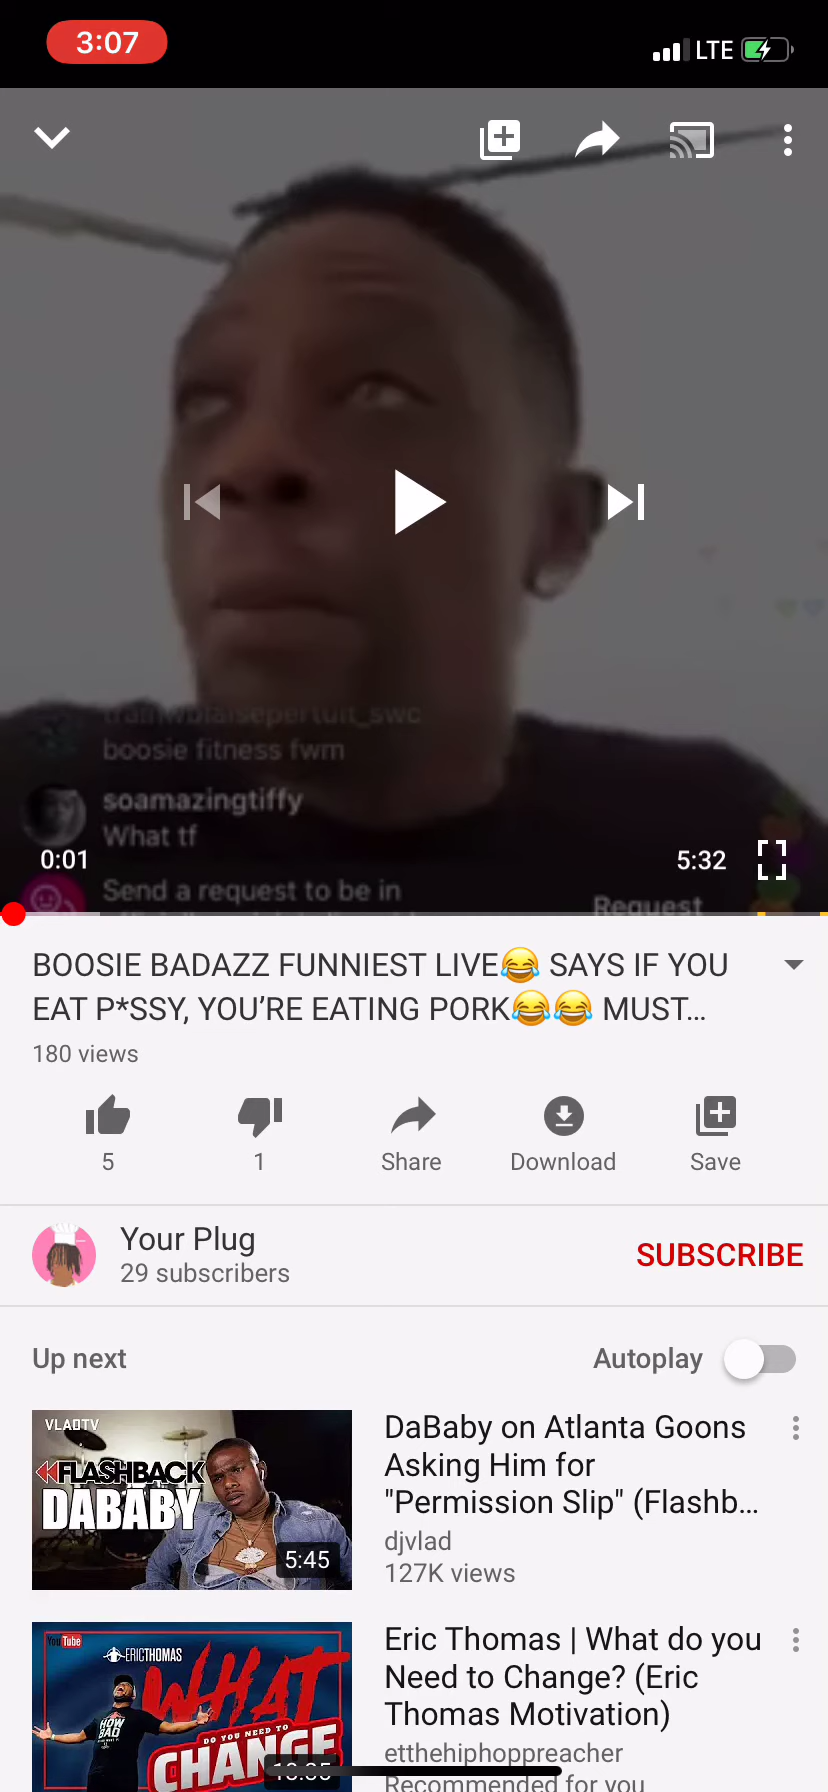 3:07
LTE
boosie fitness fwm
soamazingtiffy
What tf
0:01
5:32
Send a request to be in
Request
BOOSIE BADAZZ FUNNIEST LIVE😂 SAYS IF YOU
EAT P*SSY, YOU’RE EATING PORK😂😂 MUST...
180 views
5
1
Share
Download
Save
Your Plug
29 subscribers
SUBSCRIBE
Up next
Autoplay
VLADTV
FLASHBACK
DABABY
5:45
DaBaby on Atlanta Goons
Asking Him for
"Permission Slip" (Flashb...
djvlad
127K views
YouTube
ERICTHOMAS
WHAT
DO YOU NEED TO
CHANGE
HOW
BAD
Eric Thomas | What do you
Need to Change? (Eric
Thomas Motivation)
etthehiphoppreacher
Recommended for you